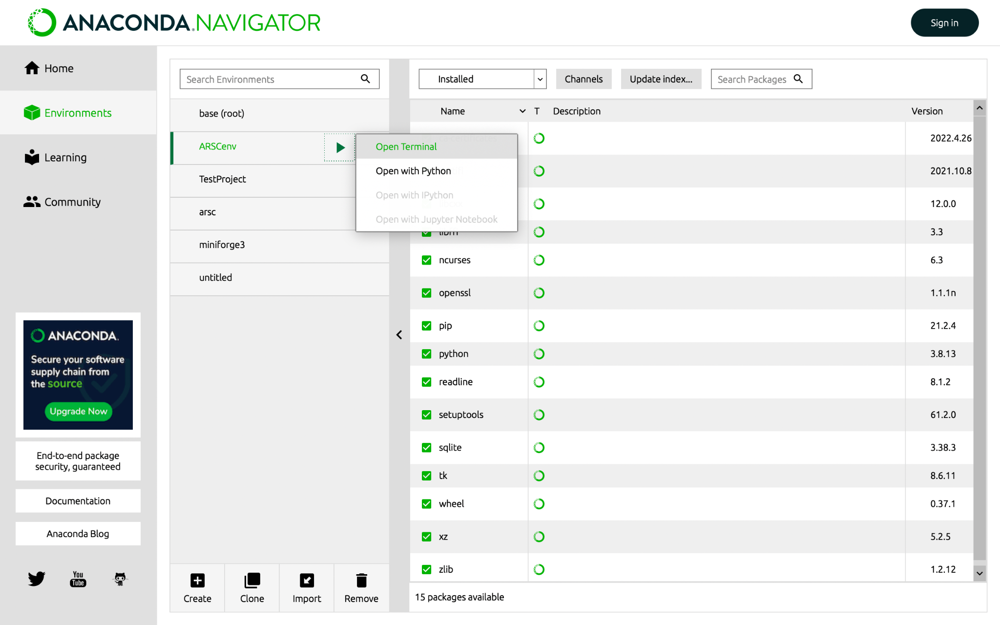 ANACONDA.NAVIGATOR
Sign in
Home
Environments
Learning
Community
ANACONDA.
Secure your software
supply chain from
the source
Upgrade Now
End-to-end package
security, guaranteed
Documentation
Anaconda Blog
You
Tube
Search Environments
base (root)
ARSCenv
TestProject
arsc
miniforge3
untitled
Open Terminal
Open with Python
Open with IPython
Open with Jupyter Notebook
Create
Clone
Import
Remove
Installed
Channels
Update index...
Search Packages
Name T Description Version
ca-certificates 2022.4.26
2021.10.8
libcxx 12.0.0
libffi 3.3
ncurses 6.3
openssl 1.1.1n
pip 21.2.4
python 3.8.13
readline 8.1.2
setuptools 61.2.0
sqlite 3.38.3
tk 8.6.11
wheel 0.37.1
xz 5.2.5
zlib 1.2.12
15 packages available